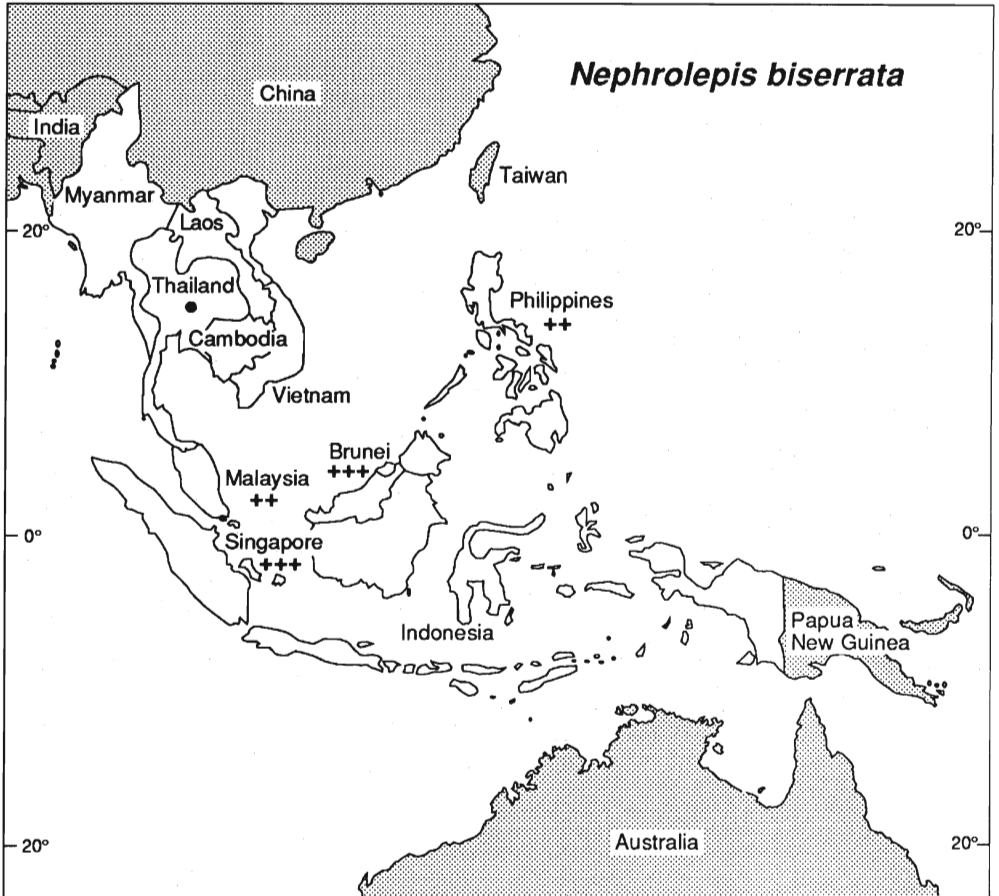 Nephrolepis biserrata
China
India
Taiwan
Myanmar
Laos
20°
20°
Thailand
●
Philippines
++
Cambodia
Vietnam
Brunei
+++
Malaysia
++
0°
0°
Singapore
+++
Indonesia
Papua
New Guinea
Australia
20°
20°